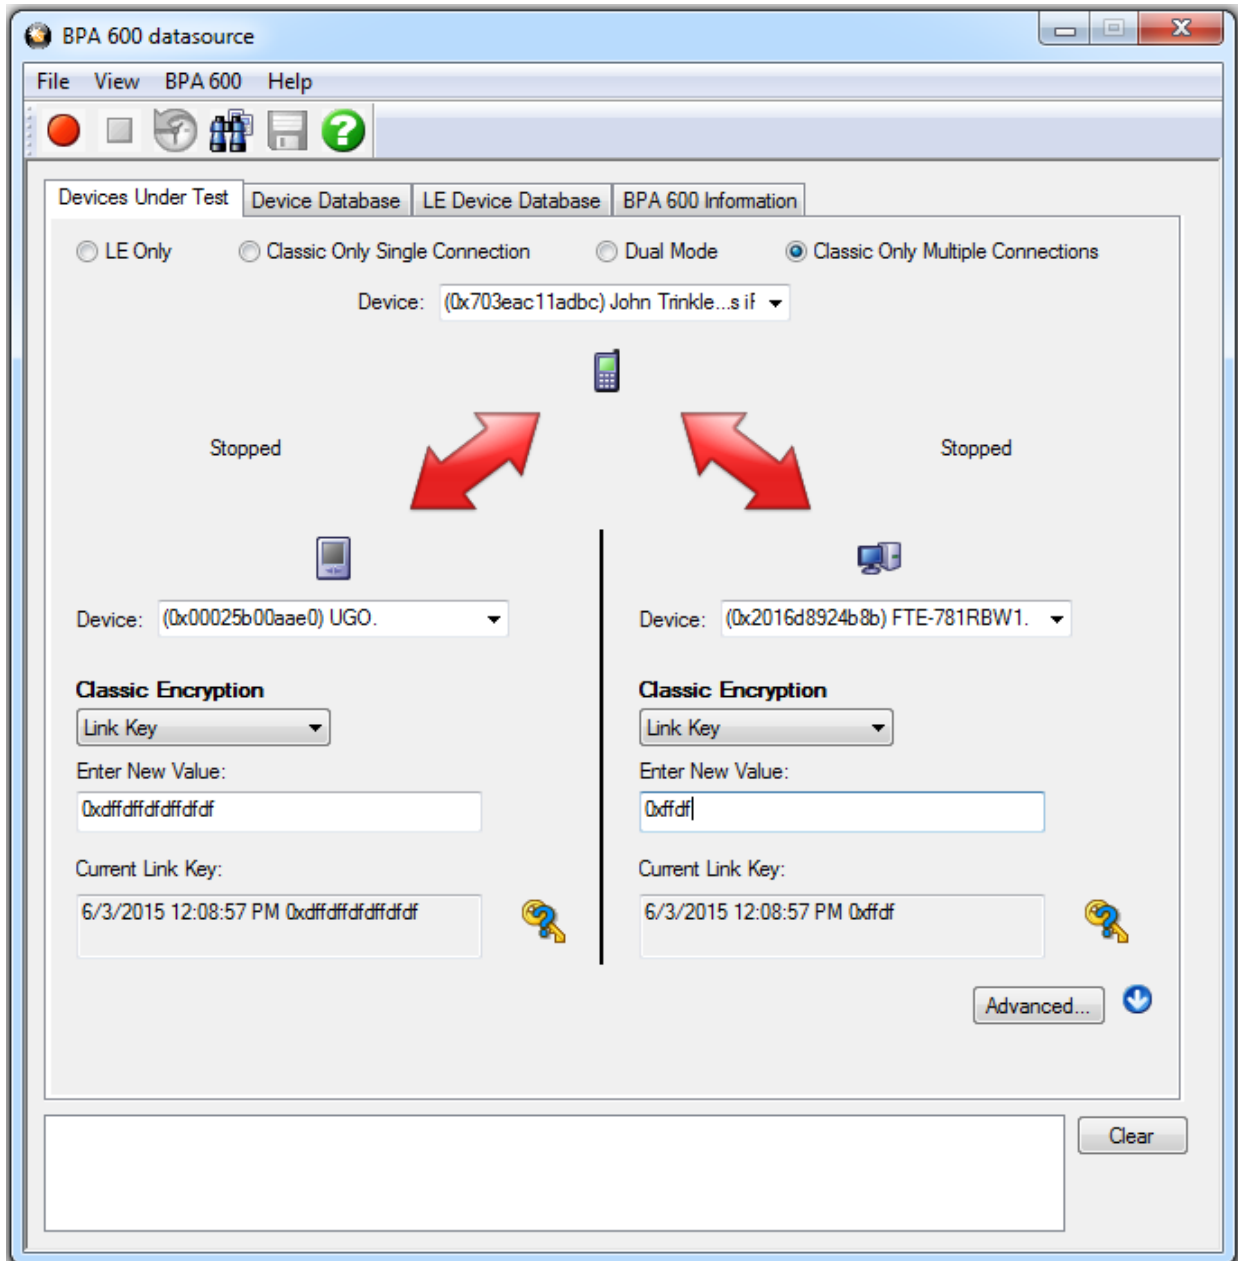 BPA 600 datasource
File View BPA 600 Help
Devices Under Test Device Database LE Device Database BPA 600 Information
LE Only Classic Only Single Connection Dual Mode Classic Only Multiple Connections
Device: (0x703eac11adbc) John Trinkle...s iF
Stopped Stopped
Device: (0x00025b00aae0) UGO. Device: (0x2016d8924b8b) FTE-781RBW1.
Classic Encryption Classic Encryption
Link Key Link Key
Enter New Value: Enter New Value:
0xdffdffdfdffdfdf 0xffdf
Current Link Key: Current Link Key:
6/3/2015 12:08:57 PM 0xdffdffdfdffdfdf 6/3/2015 12:08:57 PM 0xffdf
Advanced...
Clear